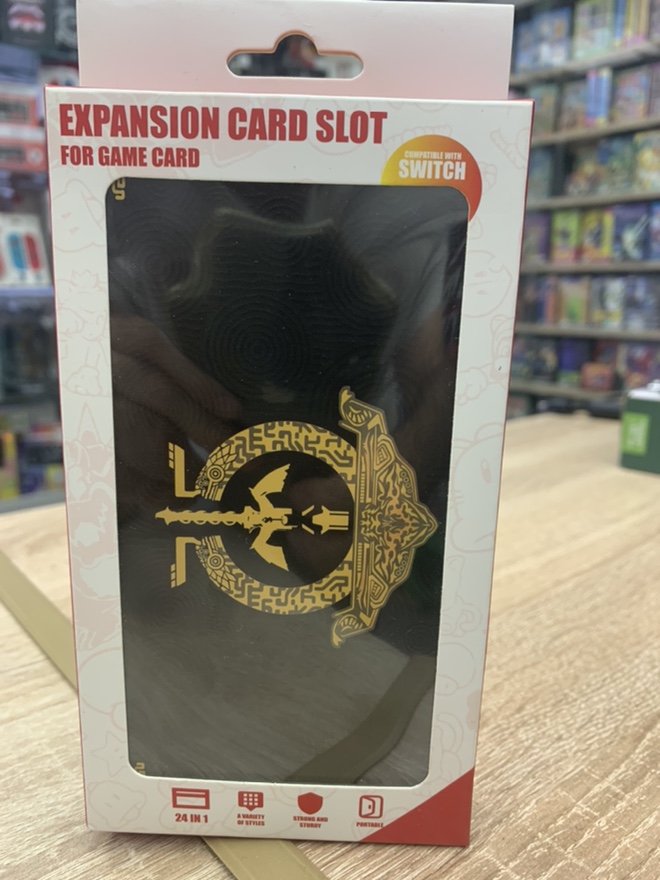 EXPANSION CARD SLOT
FOR GAME CARD
COMPATIBLE WITH
SWITCH
24 IN 1
A VARIETY
OF STYLES
STRONG AND
STURDY
PORTABLE